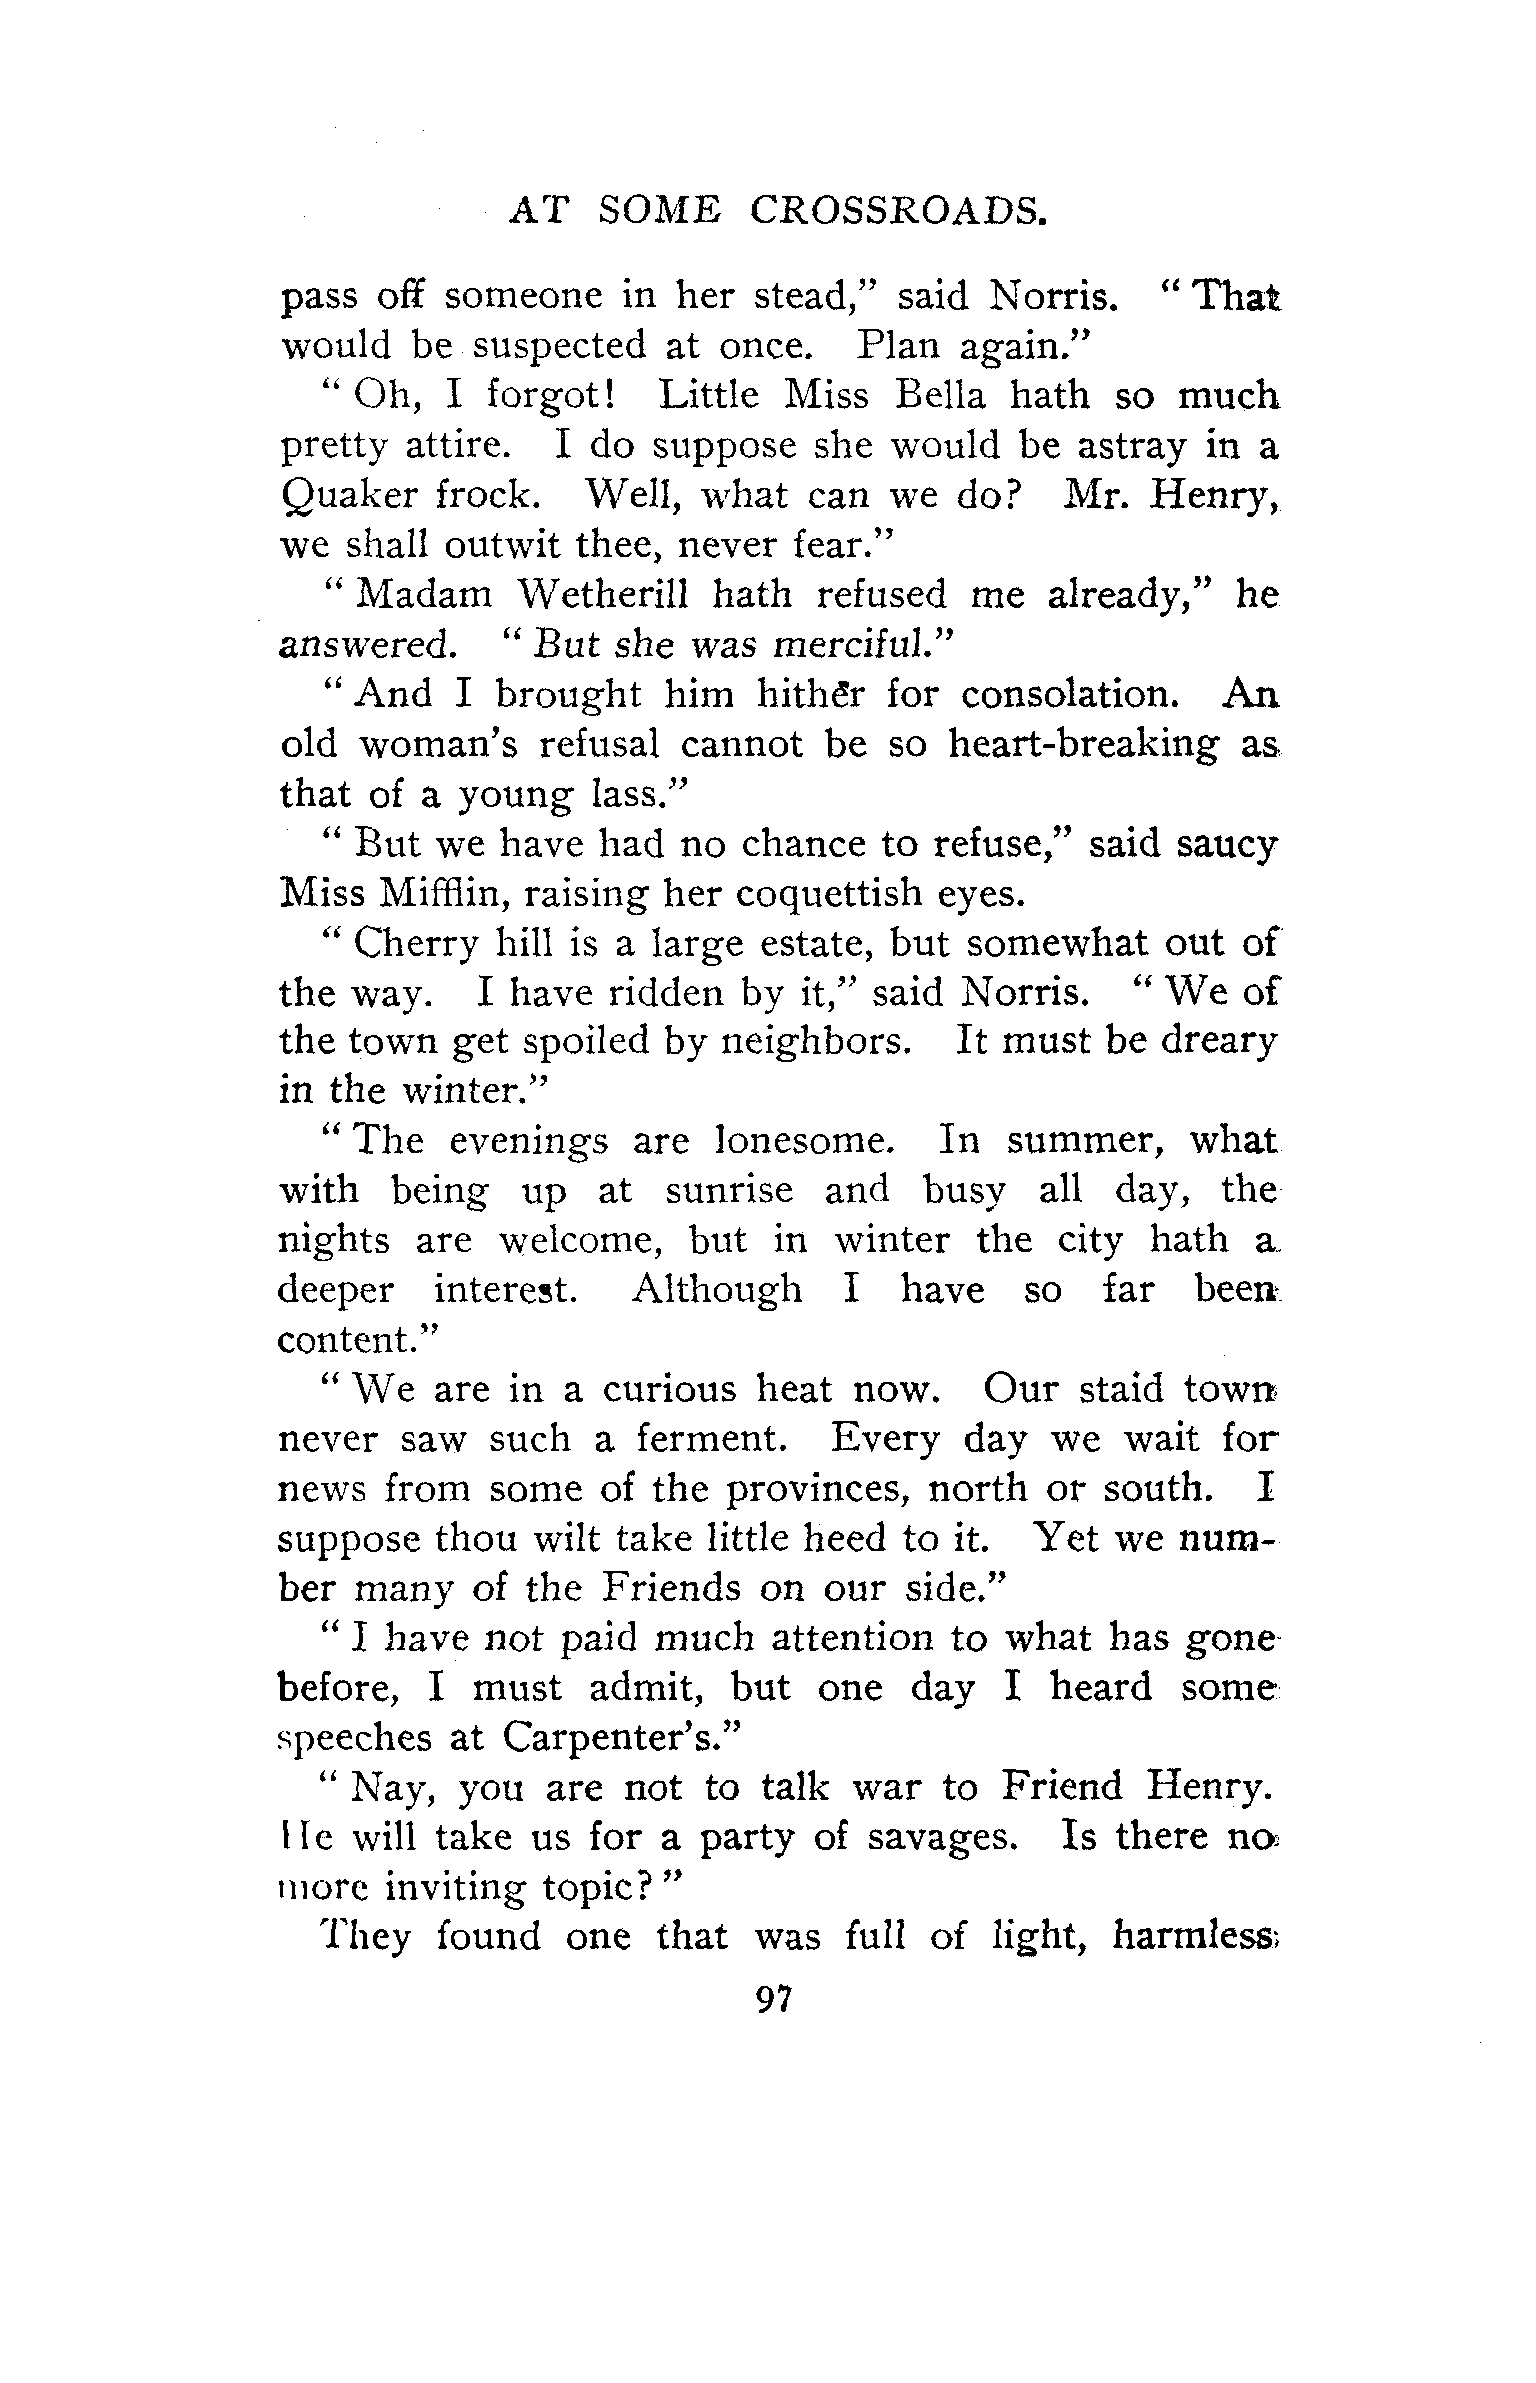 AT SOME CROSSROADS.
pass off someone in her stead,” said Norris. “ That
would be suspected at once. Plan again.”
“ Oh, I forgot! Little Miss Bella hath so much
pretty attire. I do suppose she would be astray in a
Quaker frock. Well, what can we do? Mr. Henry,
we shall outwit thee, never fear.”
“ Madam Wetherill hath refused me already,” he
answered. “ But she was merciful.”
“ And I brought him hither for consolation. An
old woman’s refusal cannot be so heart-breaking as
that of a young lass.”
“ But we have had no chance to refuse,” said saucy
Miss Mifflin, raising her coquettish eyes.
“ Cherry hill is a large estate, but somewhat out of
the way. I have ridden by it,” said Norris. “ We of
the town get spoiled by neighbors. It must be dreary
in the winter.”
“ The evenings are lonesome. In summer, what
with being up at sunrise and busy all day, the
nights are welcome, but in winter the city hath a
deeper interest. Although I have so far been
content.”
“ We are in a curious heat now. Our staid town
never saw such a ferment. Every day we wait for
news from some of the provinces, north or south. I
suppose thou wilt take little heed to it. Yet we num-
ber many of the Friends on our side.”
“ I have not paid much attention to what has gone
before, I must admit, but one day I heard some
speeches at Carpenter’s.”
“ Nay, you are not to talk war to Friend Henry.
He will take us for a party of savages. Is there no
more inviting topic? ”
They found one that was full of light, harmless
97